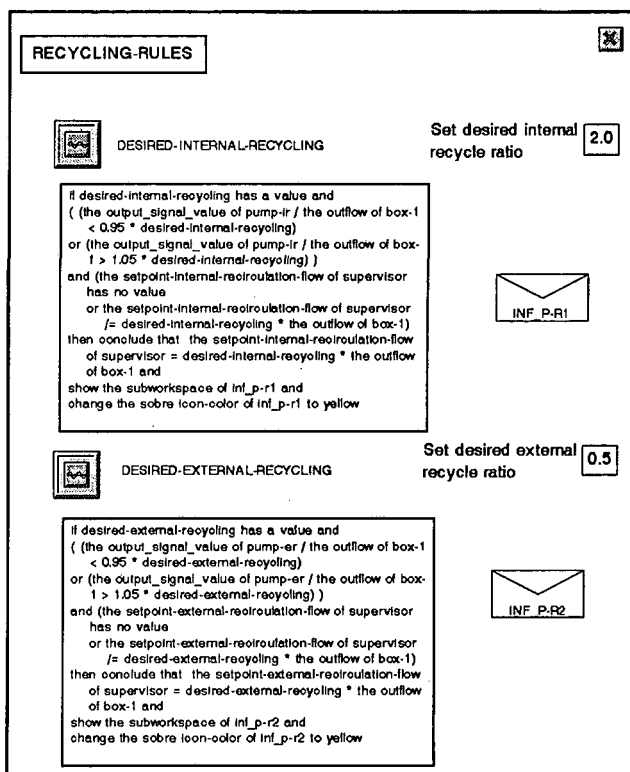 RECYCLING-RULES
DESIRED-INTERNAL-RECYCLING
Set desired internal
recycle ratio
2.0
If desired-internal-recycling has a value and
( (the output_signal_value of pump-ir / the outflow of box-1
< 0.95 * desired-internal-recycling)
or (the output_signal_value of pump-ir / the outflow of box-
1 > 1.05 * desired-internal-recycling) )
and (the setpoint-internal-recirculation-flow of supervisor
has no value
or the setpoint-internal-recirculation-flow of supervisor
/= desired-internal-recycling * the outflow of box-1)
then conclude that the setpoint-internal-recirculation-flow
of supervisor = desired-internal-recycling * the outflow
of box-1 and
show the subworkspace of inf_p-r1 and
change the sobre icon-color of inf_p-r1 to yellow
INF_P-R1
DESIRED-EXTERNAL-RECYCLING
Set desired external
recycle ratio
0.5
If desired-external-recycling has a value and
( (the output_signal_value of pump-er / the outflow of box-1
< 0.95 * desired-external-recycling)
or (the output_signal_value of pump-er / the outflow of box-
1 > 1.05 * desired-external-recycling) )
and (the setpoint-external-recirculation-flow of supervisor
has no value
or the setpoint-external-recirculation-flow of supervisor
/= desired-external-recycling * the outflow of box-1)
then conclude that the setpoint-external-recirculation-flow
of supervisor = desired-external-recycling * the outflow
of box-1 and
show the subworkspace of inf_p-r2 and
change the sobre icon-color of inf_p-r2 to yellow
INF_P-R2